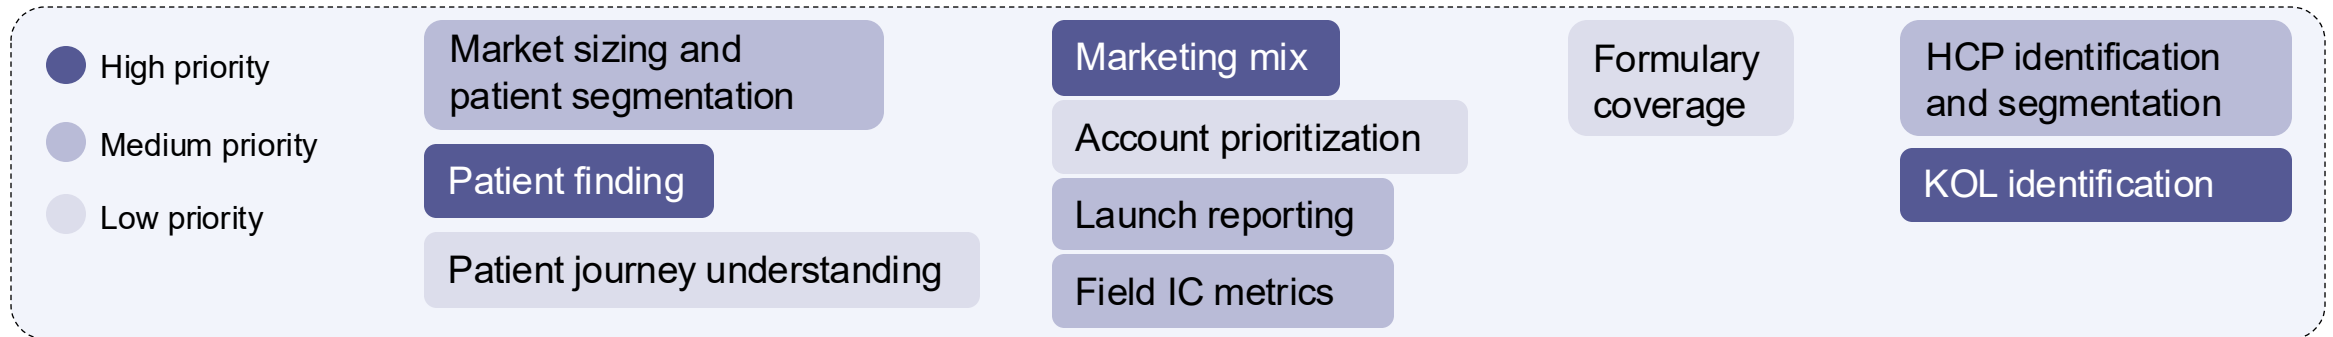 High priority
Medium priority
Low priority
Market sizing and
patient segmentation
Patient finding
Patient journey understanding
Marketing mix
Account prioritization
Launch reporting
Field IC metrics
Formulary
coverage
HCP identification
and segmentation
KOL identification